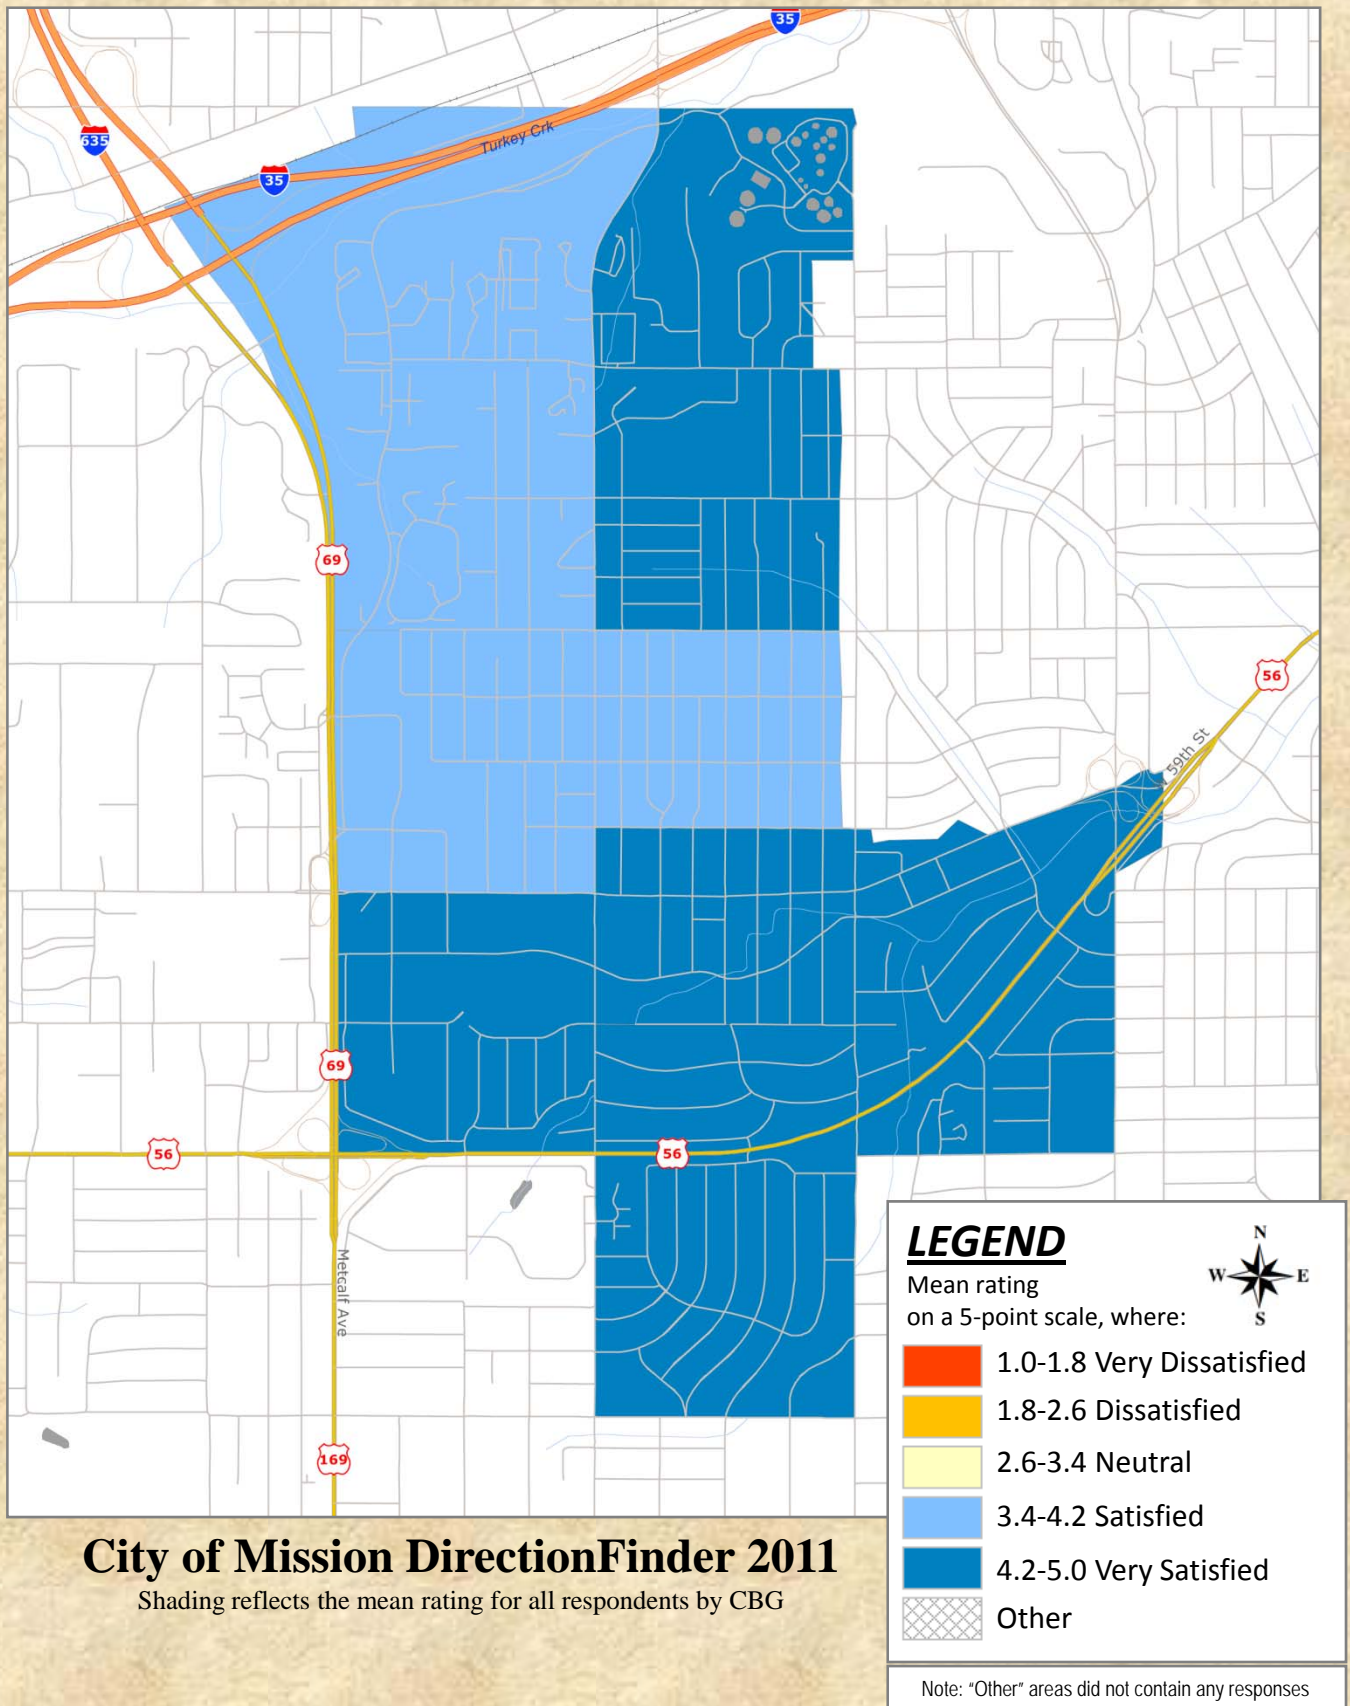 35
635
Turkey Crk
35
69
56
W 59th St
69
56
56
Metcalf Ave
169
LEGEND
N
W E
S
Mean rating
on a 5-point scale, where:
1.0-1.8 Very Dissatisfied
1.8-2.6 Dissatisfied
2.6-3.4 Neutral
3.4-4.2 Satisfied
4.2-5.0 Very Satisfied
Other
City of Mission DirectionFinder 2011
Shading reflects the mean rating for all respondents by CBG
Note: "Other" areas did not contain any responses